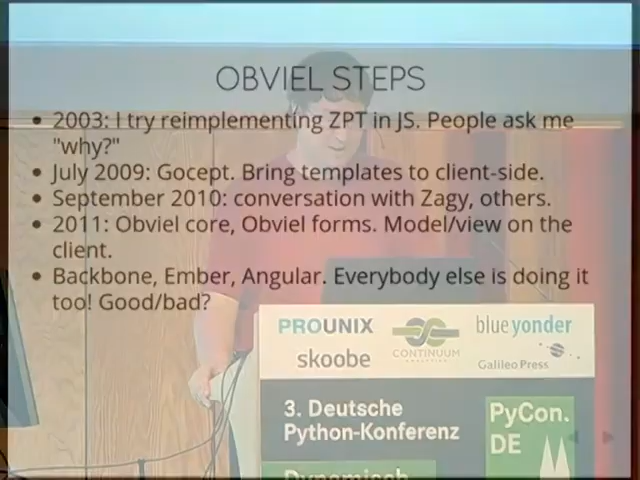 OBVIEL STEPS
• 2003: I try reimplementing ZPT in JS. People ask me
"why?"
• July 2009: Gocept. Bring templates to client-side.
• September 2010: conversation with Zagy, others.
• 2011: Obviel core, Obviel forms. Model/view on the
client.
• Backbone, Ember, Angular. Everybody else is doing it
too! Good/bad?
PROUNIX
blue yonder
skoobe
CONTINUUM
Galileo Press
3. Deutsche
Python-Konferenz
PyCon.
DE
Dynamisch